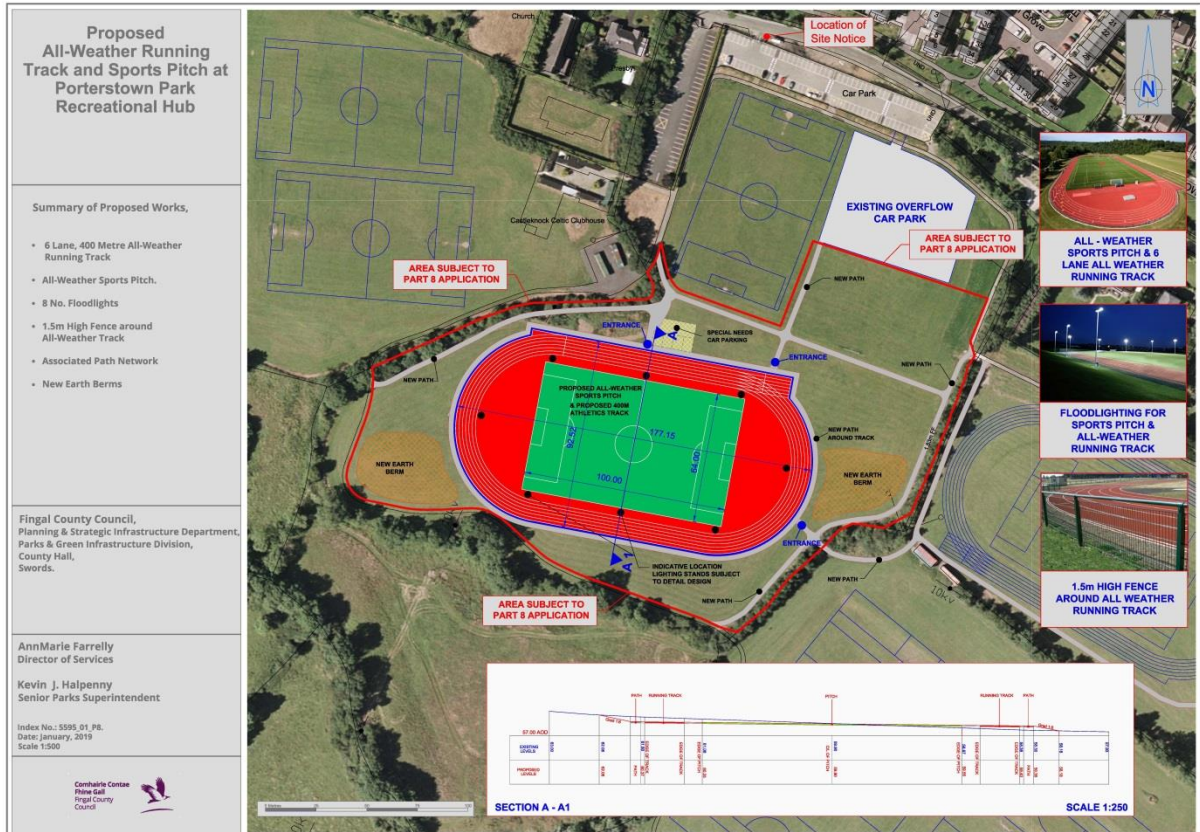 Proposed
All-Weather Running
Track and Sports Pitch at
Porterstown Park
Recreational Hub
Summary of Proposed Works,
• 6 Lane, 400 Metre All-Weather
Running Track
• All-Weather Sports Pitch.
• 8 No. Floodlights
• 1.5m High Fence around
All-Weather Track
• Associated Path Network
• New Earth Berms
Fingal County Council,
Planning & Strategic Infrastructure Department,
Parks & Green Infrastructure Division,
County Hall,
Swords.
AnnMarie Farrelly
Director of Services
Kevin J. Halpenny
Senior Parks Superintendent
Index No.: S595_01_P8.
Date: January, 2019
Scale 1:500
Comhairle Contae
Fhine Gall
Fingal County
Council
Church
Location of
Site Notice
Grove
Car Park
N
Castleknock Celtic Clubhouse
EXISTING OVERFLOW
CAR PARK
AREA SUBJECT TO
PART 8 APPLICATION
AREA SUBJECT TO
PART 8 APPLICATION
NEW PATH
ENTRANCE
A
SPECIAL NEEDS
CAR PARKING
ENTRANCE
NEW PATH
NEW PATH
PROPOSED ALL-WEATHER
SPORTS PITCH
& PROPOSED 400M
ATHLETICS TRACK
92.52
177.15
100.00
64.00
NEW PATH
AROUND TRACK
NEW EARTH
BERM
NEW EARTH
BERM
ENTRANCE
A 1
INDICATIVE LOCATION
LIGHTING STANDS SUBJECT
TO DETAIL DESIGN
NEW PATH
NEW PATH
AREA SUBJECT TO
PART 8 APPLICATION
ALL - WEATHER
SPORTS PITCH & 6
LANE ALL WEATHER
RUNNING TRACK
FLOODLIGHTING FOR
SPORTS PITCH &
ALL-WEATHER
RUNNING TRACK
1.5m HIGH FENCE
AROUND ALL WEATHER
RUNNING TRACK
PATH
RUNNING TRACK
PITCH
RUNNING TRACK
PATH
57.00 AOD
EXISTING
LEVELS
PROPOSED
LEVELS
SECTION A - A1
SCALE 1:250